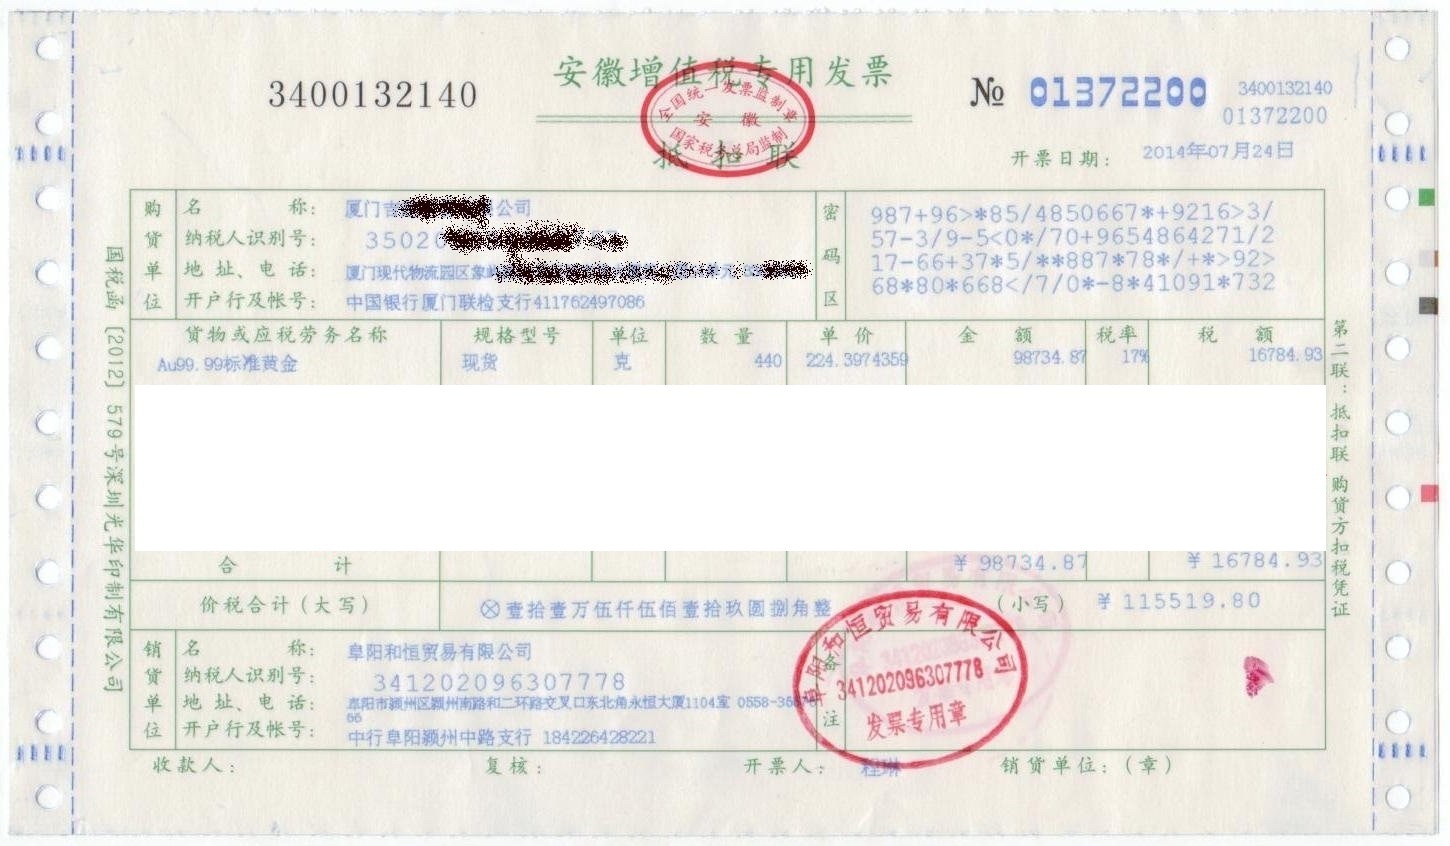 安徽增值税专用发票
3400132140
№ 01372200
3400132140
01372200
全国统一发票监制章
安徽
国家税务总局监制
抵扣联
开票日期: 2014年07月24日
购货单位
名称: 厦门吉 公司
纳税人识别号: 35020
地址、电话: 厦门现代物流园区象屿
开户行及帐号: 中国银行厦门联检支行411762497086
密码区
987+96>*85/4850667*+9216>3/
57-3/9-5<0*/70+9654864271/2
17-66+37*5/**887*78*/+*>92>
68*80*668</7/0*-8*41091*732
货物或应税劳务名称 规格型号 单位 数量 单价 金额 税率 税额
Au99.99标准黄金 现货 克 440 224.3974359 98734.87 17% 16784.93
合计 ¥98734.87 ¥16784.93
价税合计(大写) ⊗壹拾壹万伍仟伍佰壹拾玖圆捌角整 (小写) ¥115519.80
销货单位
名称: 阜阳和恒贸易有限公司
纳税人识别号: 341202096307778
地址、电话: 阜阳市颍州区颍州南路和二环路交叉口东北角永恒大厦1104室 0558-35
66
开户行及帐号: 中行阜阳颍州中路支行 184226428221
备注
阜阳和恒贸易有限公司
341202096307778
发票专用章
收款人: 复核: 开票人: 程琳 销货单位:(章)
国税函[2012]579号深圳光华印制有限公司
第二联:抵扣联 购货方扣税凭证